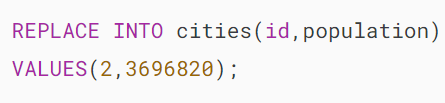 REPLACE INTO cities(id,population)
VALUES(2,3696820);